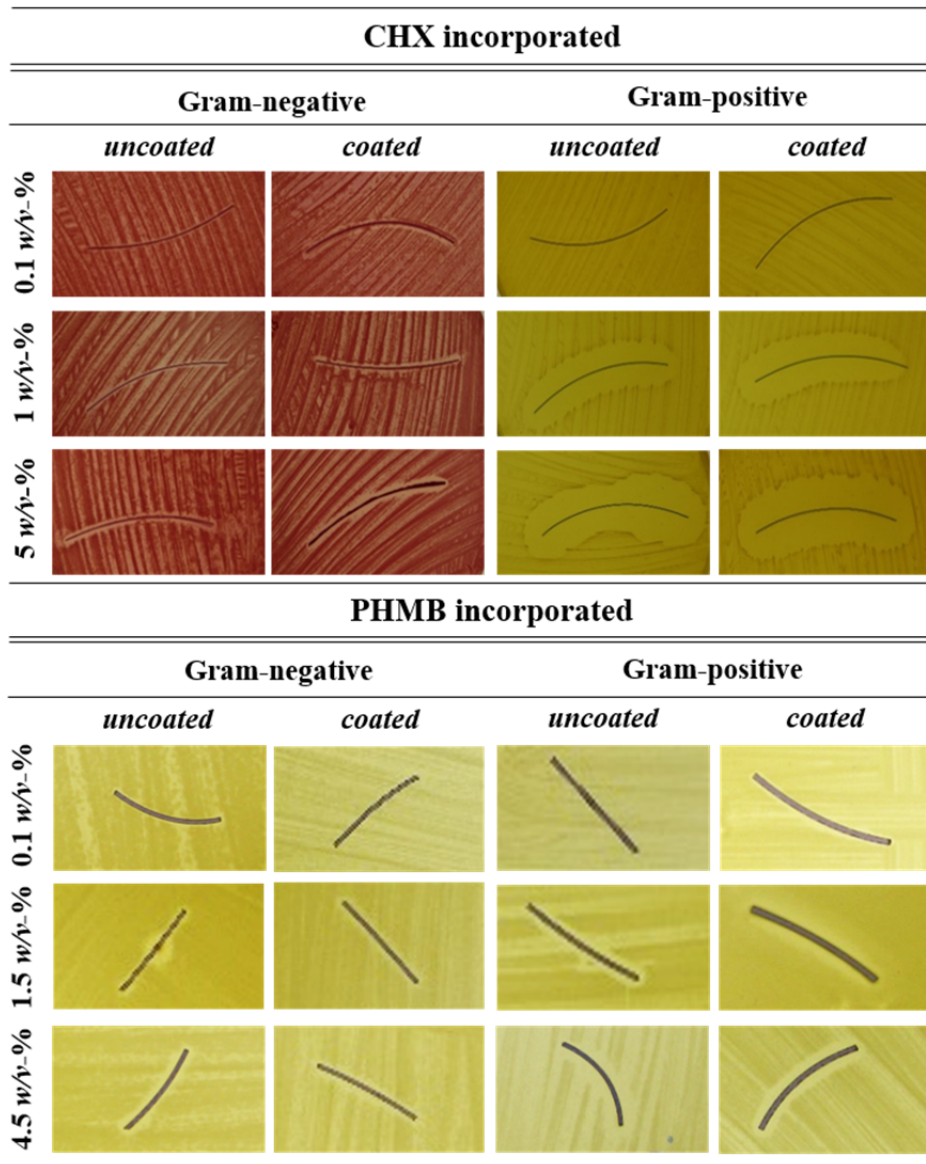 CHX incorporated
Gram-negative Gram-positive
uncoated coated uncoated coated
0.1 w/v-%
1 w/v-%
5 w/v-%
PHMB incorporated
Gram-negative Gram-positive
uncoated coated uncoated coated
0.1 w/v-%
1.5 w/v-%
4.5 w/v-%